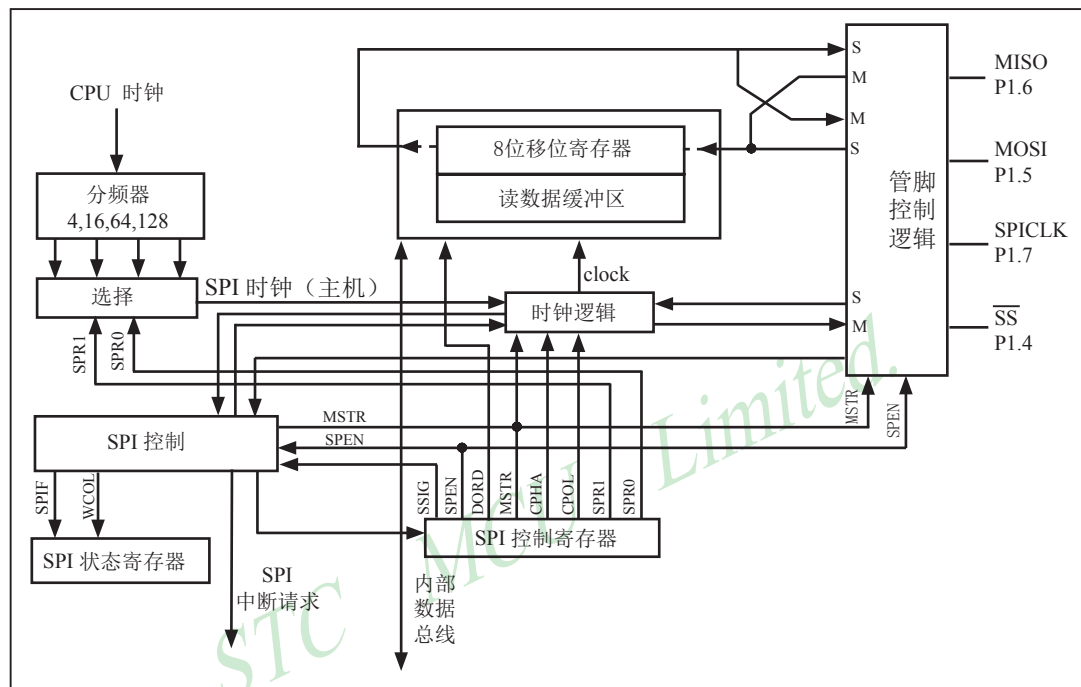 CPU 时钟
分频器
4,16,64,128
选择
SPI 时钟（主机）
SPR1
SPR0
8位移位寄存器
读数据缓冲区
clock
时钟逻辑
S
M
M
S
S
M
管脚
控制
逻辑
MISO
P1.6
MOSI
P1.5
SPICLK
P1.7
SS
P1.4
MSTR
SPEN
MSTR
SPEN
SPI 控制
SPIF
WCOL
SPI 状态寄存器
SPI
中断请求
SSIG
SPEN
DORD
MSTR
CPHA
CPOL
SPR1
SPR0
SPI 控制寄存器
内部
数据
总线
STC MCU Limited.